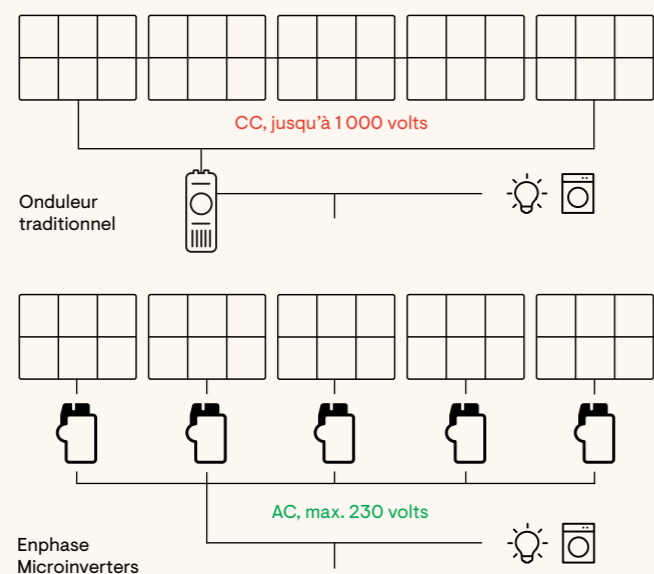 CC, jusqu’à 1 000 volts
Onduleur
traditionnel
AC, max. 230 volts
Enphase
Microinverters